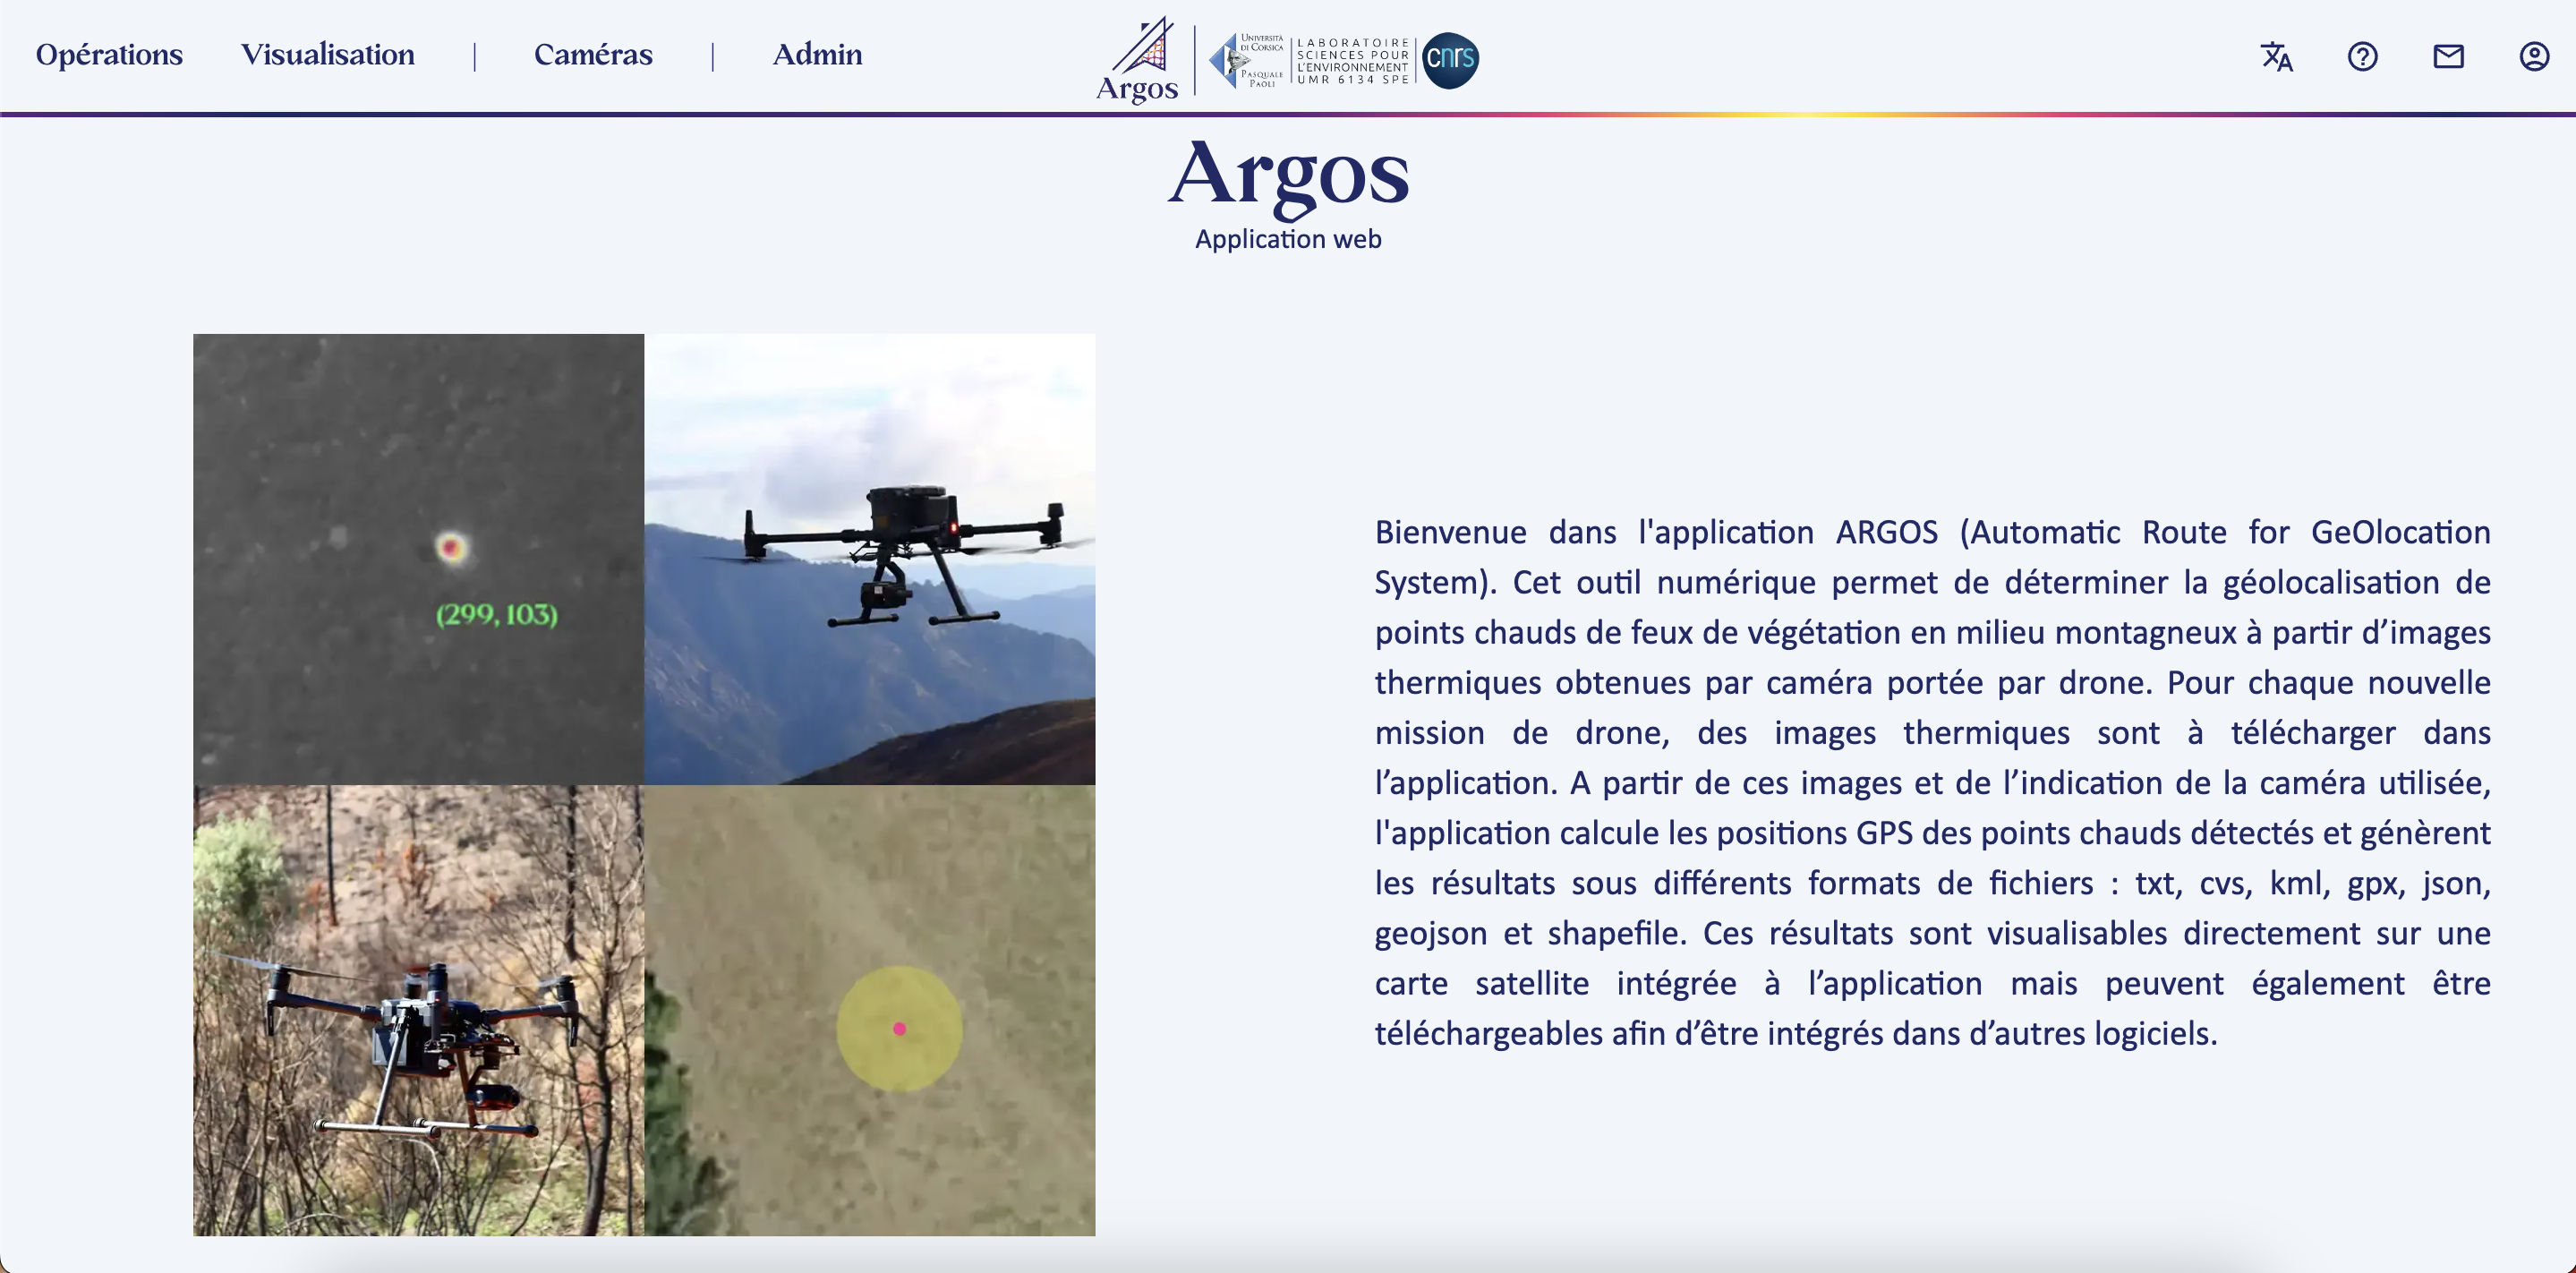 Opérations Visualisation | Caméras | Admin
Argos
UNIVERSITÀ
DI CORSICA
PASQUALE
PAOLI
LABORATOIRE
SCIENCES POUR
L'ENVIRONNEMENT
UMR 6134 SPE
cnrs
Argos
Application web
(299, 103)
Bienvenue dans l'application ARGOS (Automatic Route for GeOlocation
System). Cet outil numérique permet de déterminer la géolocalisation de
points chauds de feux de végétation en milieu montagneux à partir d’images
thermiques obtenues par caméra portée par drone. Pour chaque nouvelle
mission de drone, des images thermiques sont à télécharger dans
l’application. A partir de ces images et de l’indication de la caméra utilisée,
l'application calcule les positions GPS des points chauds détectés et génèrent
les résultats sous différents formats de fichiers : txt, cvs, kml, gpx, json,
geojson et shapefile. Ces résultats sont visualisables directement sur une
carte satellite intégrée à l’application mais peuvent également être
téléchargeables afin d’être intégrés dans d’autres logiciels.